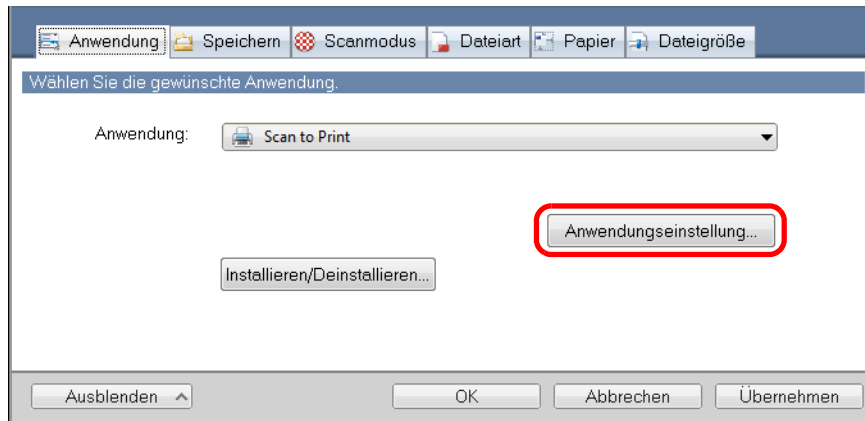 Anwendung Speichern Scanmodus Dateiart Papier Dateigröße
Wählen Sie die gewünschte Anwendung.
Anwendung: Scan to Print
Anwendungseinstellung...
Installieren/Deinstallieren...
Ausblenden OK Abbrechen Übernehmen